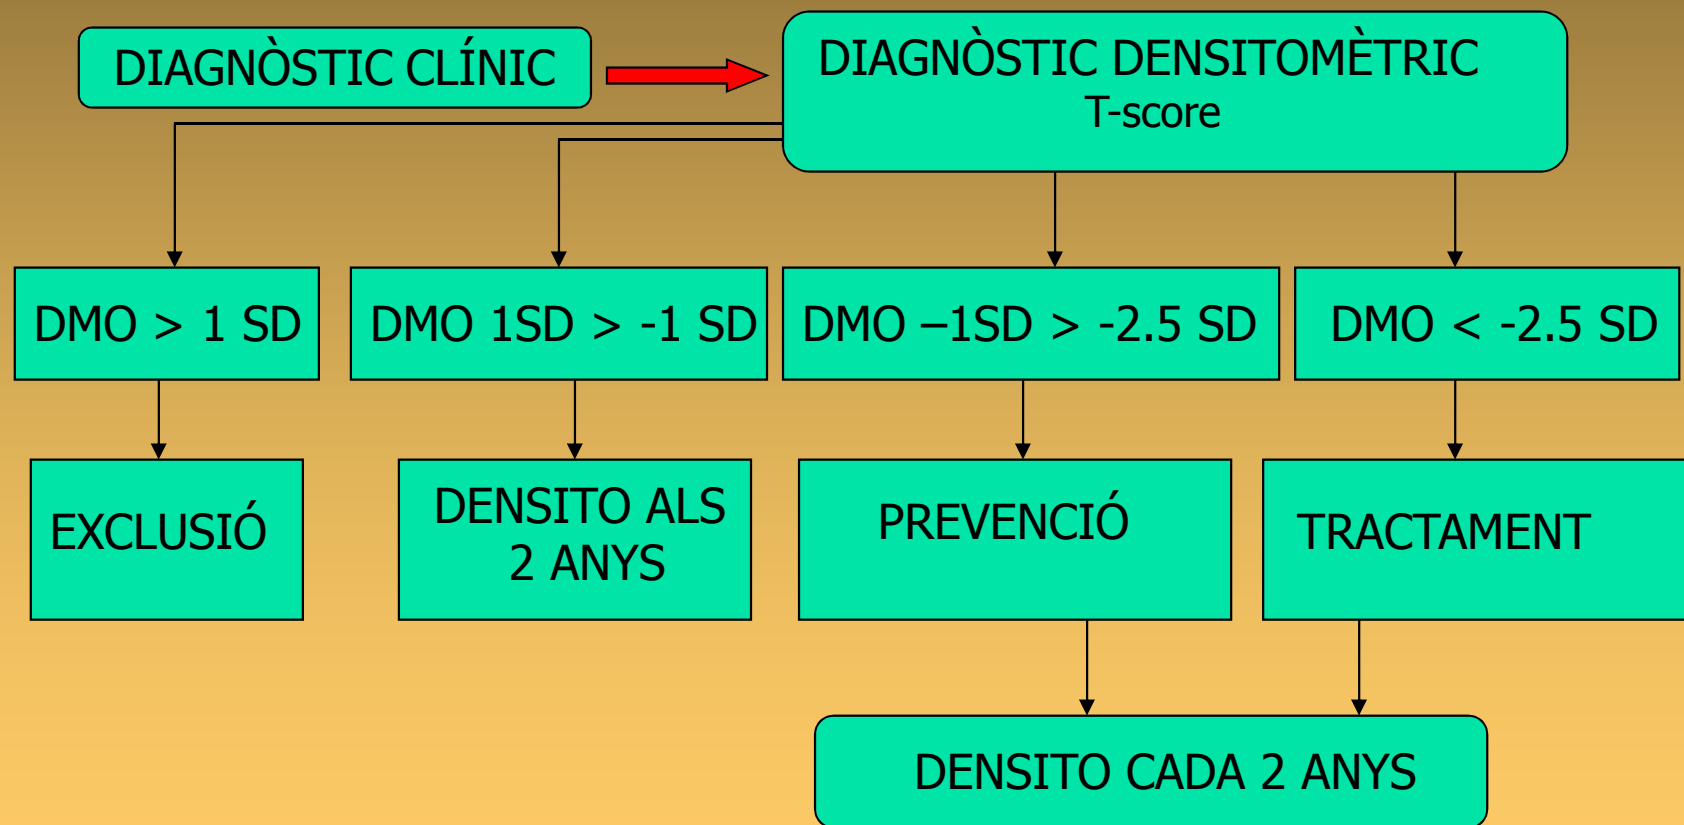 DIAGNÒSTIC CLÍNIC
DIAGNÒSTIC DENSITOMÈTRIC
T-score
DMO > 1 SD
DMO 1SD > -1 SD
DMO –1SD > -2.5 SD
DMO < -2.5 SD
EXCLUSIÓ
DENSITO ALS
2 ANYS
PREVENCIÓ
TRACTAMENT
DENSITO CADA 2 ANYS